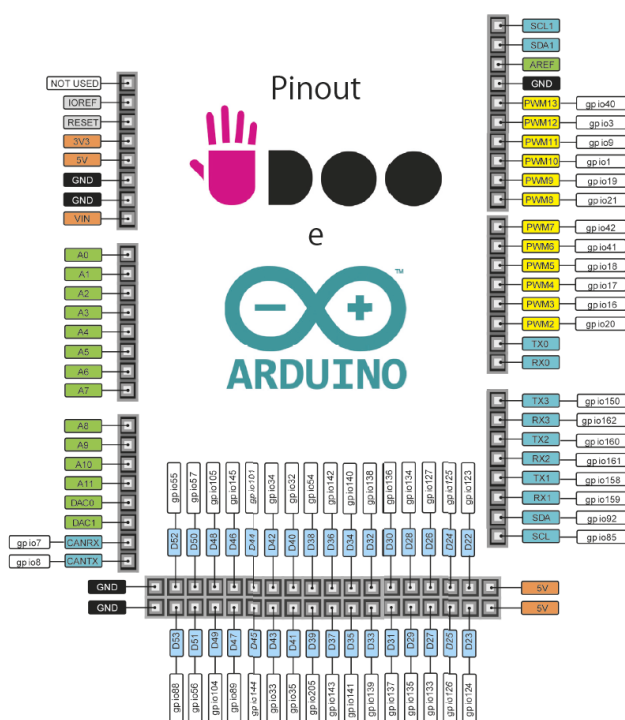 Pinout
UDOO
e
ARDUINO
TM
NOT USED
IOREF
RESET
3V3
5V
GND
GND
VIN
A0
A1
A2
A3
A4
A5
A6
A7
A8
A9
A10
A11
DAC0
DAC1
gpio7 CANRX
gpio8 CANTX
SCL1
SDA1
AREF
GND
PWM13 gpio40
PWM12 gpio3
PWM11 gpio9
PWM10 gpio1
PWM9 gpio19
PWM8 gpio21
PWM7 gpio42
PWM6 gpio41
PWM5 gpio18
PWM4 gpio17
PWM3 gpio16
PWM2 gpio20
TX0
RX0
TX3 gpio150
RX3 gpio162
TX2 gpio160
RX2 gpio161
TX1 gpio158
RX1 gpio159
SDA gpio92
SCL gpio85
gpio55 gpio57 gpio105 gpio145 gpio101 gpio34 gpio32 gpio54 gpio142 gpio140 gpio138 gpio136 gpio134 gpio127 gpio125 gpio123
D52 D50 D48 D46 D44 D42 D40 D38 D36 D34 D32 D30 D28 D26 D24 D22
GND 5V
GND 5V
D53 D51 D49 D47 D45 D43 D41 D39 D37 D35 D33 D31 D29 D27 D25 D23
gpio88 gpio56 gpio104 gpio89 gpio144 gpio33 gpio35 gpio205 gpio143 gpio141 gpio139 gpio137 gpio135 gpio133 gpio126 gpio124